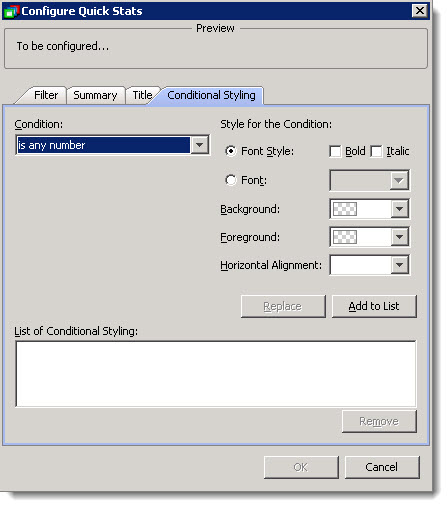 Configure Quick Stats
Preview
To be configured...
Filter Summary Title Conditional Styling
Condition:
is any number
Style for the Condition:
Font Style: Bold Italic
Font:
Background:
Foreground:
Horizontal Alignment:
Replace Add to List
List of Conditional Styling:
Remove
OK Cancel